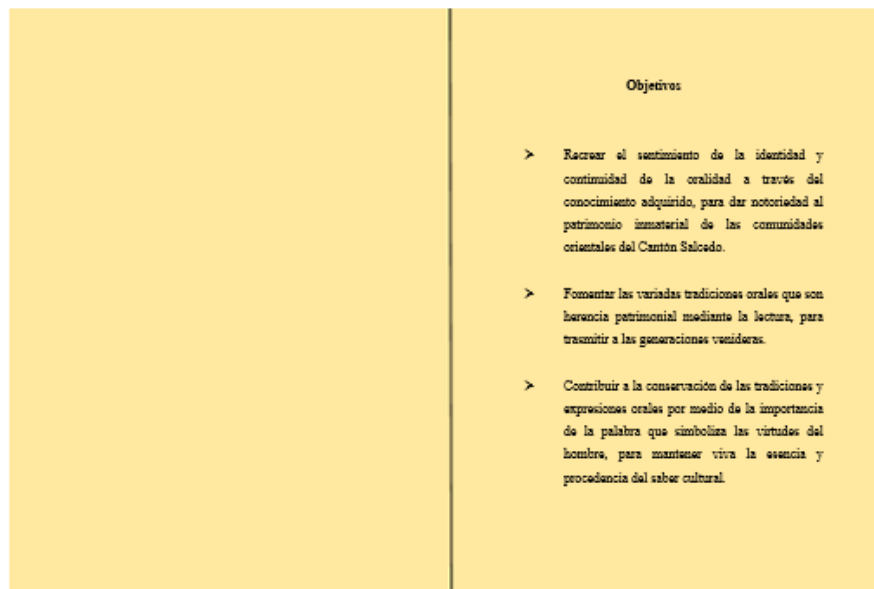 Objetivos
➤ Recrear el sentimiento de la identidad y
continuidad de la oralidad a través del
conocimiento adquirido, para dar notoriedad al
patrimonio inmaterial de las comunidades
orientales del Cantón Salcedo.
➤ Fomentar las variadas tradiciones orales que son
herencia patrimonial mediante la lectura, para
trasmitir a las generaciones venideras.
➤ Contribuir a la conservación de las tradiciones y
expresiones orales por medio de la importancia
de la palabra que simboliza las virtudes del
hombre, para mantener viva la esencia y
procedencia del saber cultural.